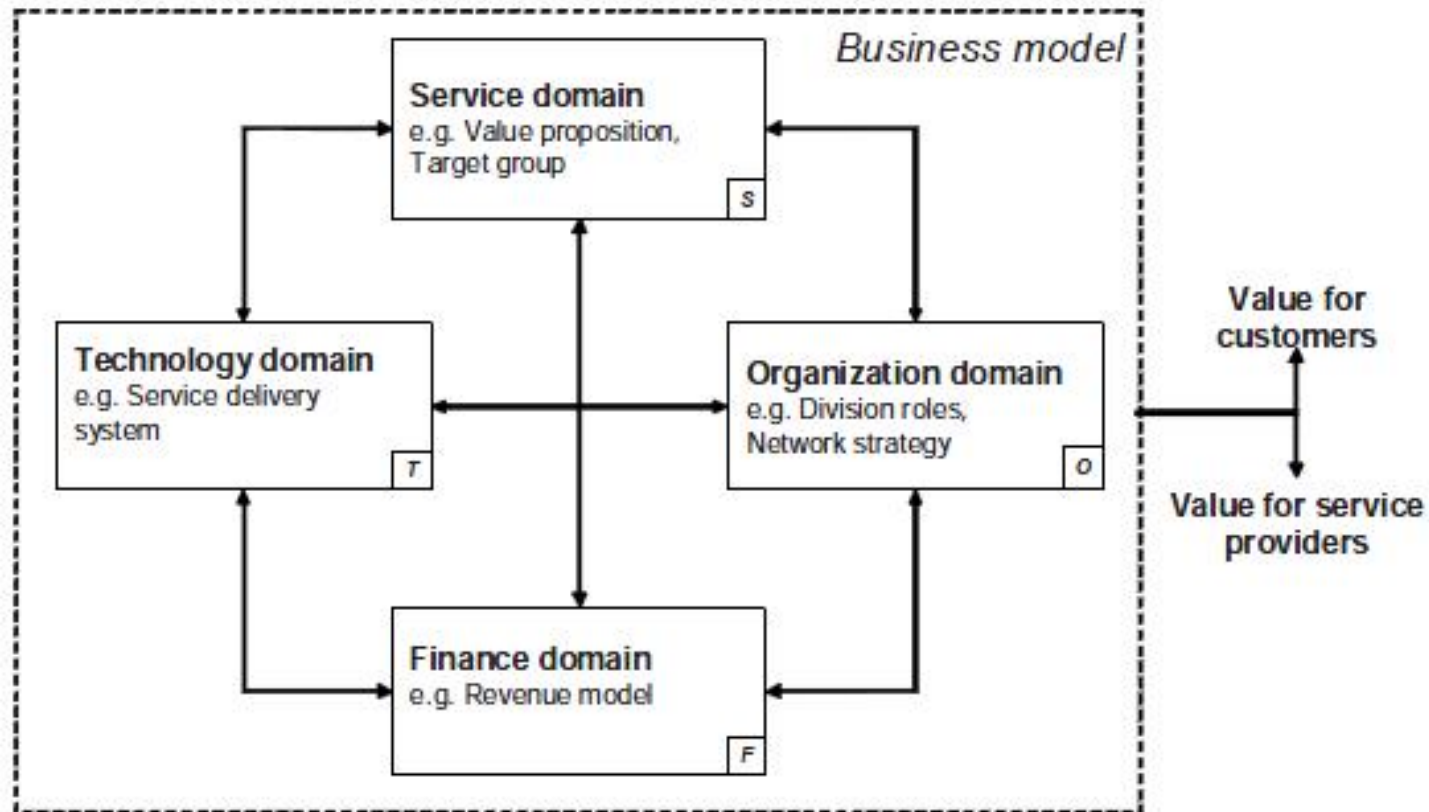 Business model
Service domain
e.g. Value proposition,
Target group
S
Technology domain
e.g. Service delivery
system
T
Organization domain
e.g. Division roles,
Network strategy
O
Value for
customers
Value for service
providers
Finance domain
e.g. Revenue model
F